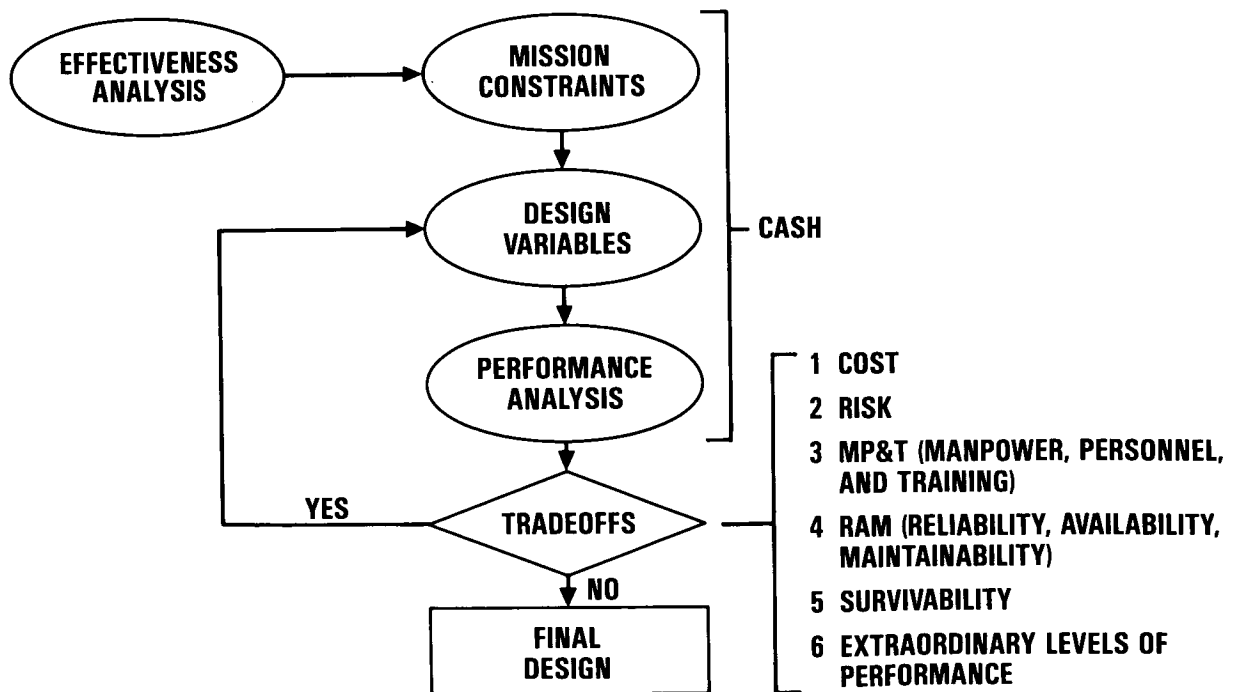 EFFECTIVENESS
ANALYSIS
MISSION
CONSTRAINTS
DESIGN
VARIABLES
CASH
PERFORMANCE
ANALYSIS
YES
TRADEOFFS
NO
FINAL
DESIGN
1 COST
2 RISK
3 MP&T (MANPOWER, PERSONNEL,
AND TRAINING)
4 RAM (RELIABILITY, AVAILABILITY,
MAINTAINABILITY)
5 SURVIVABILITY
6 EXTRAORDINARY LEVELS OF
PERFORMANCE